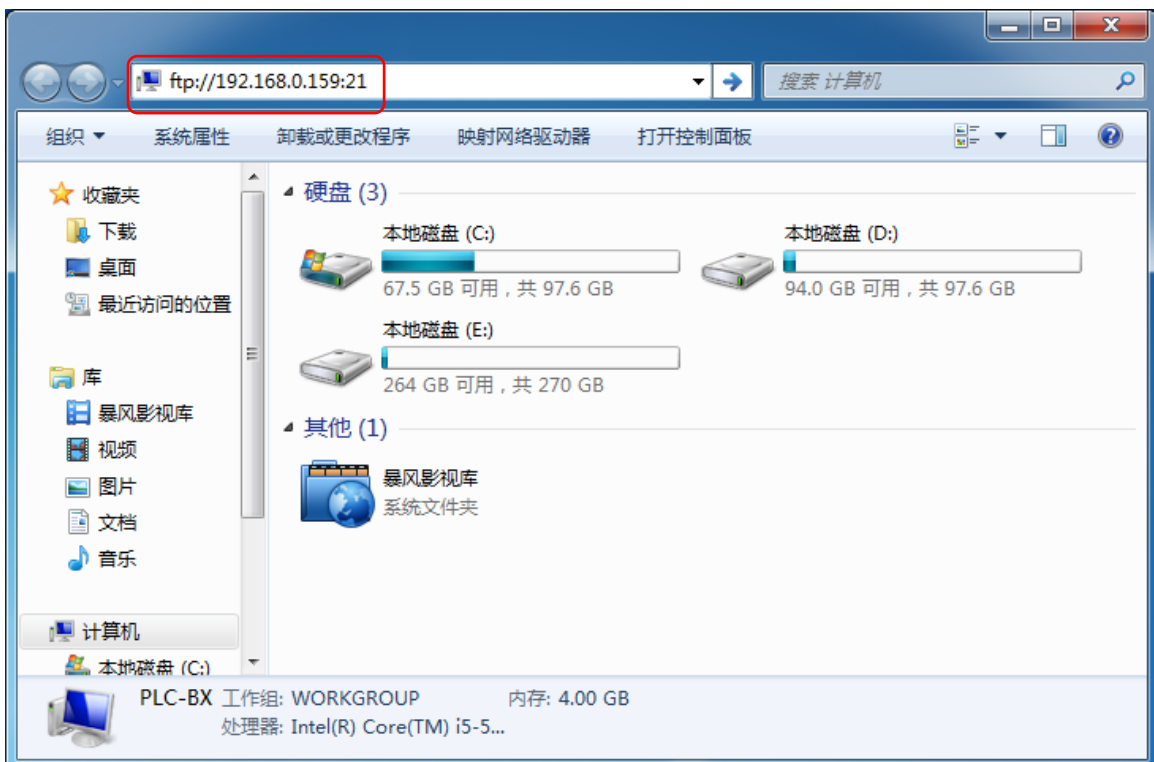 ftp://192.168.0.159:21
搜索 计算机
组织 系统属性 卸载或更改程序 映射网络驱动器 打开控制面板
收藏夹
下载
桌面
最近访问的位置
库
暴风影视库
视频
图片
文档
音乐
计算机
本地磁盘 (C:)
硬盘 (3)
本地磁盘 (C:)
67.5 GB 可用，共 97.6 GB
本地磁盘 (D:)
94.0 GB 可用，共 97.6 GB
本地磁盘 (E:)
264 GB 可用，共 270 GB
其他 (1)
暴风影视库
系统文件夹
PLC-BX 工作组: WORKGROUP 内存: 4.00 GB
处理器: Intel(R) Core(TM) i5-5...